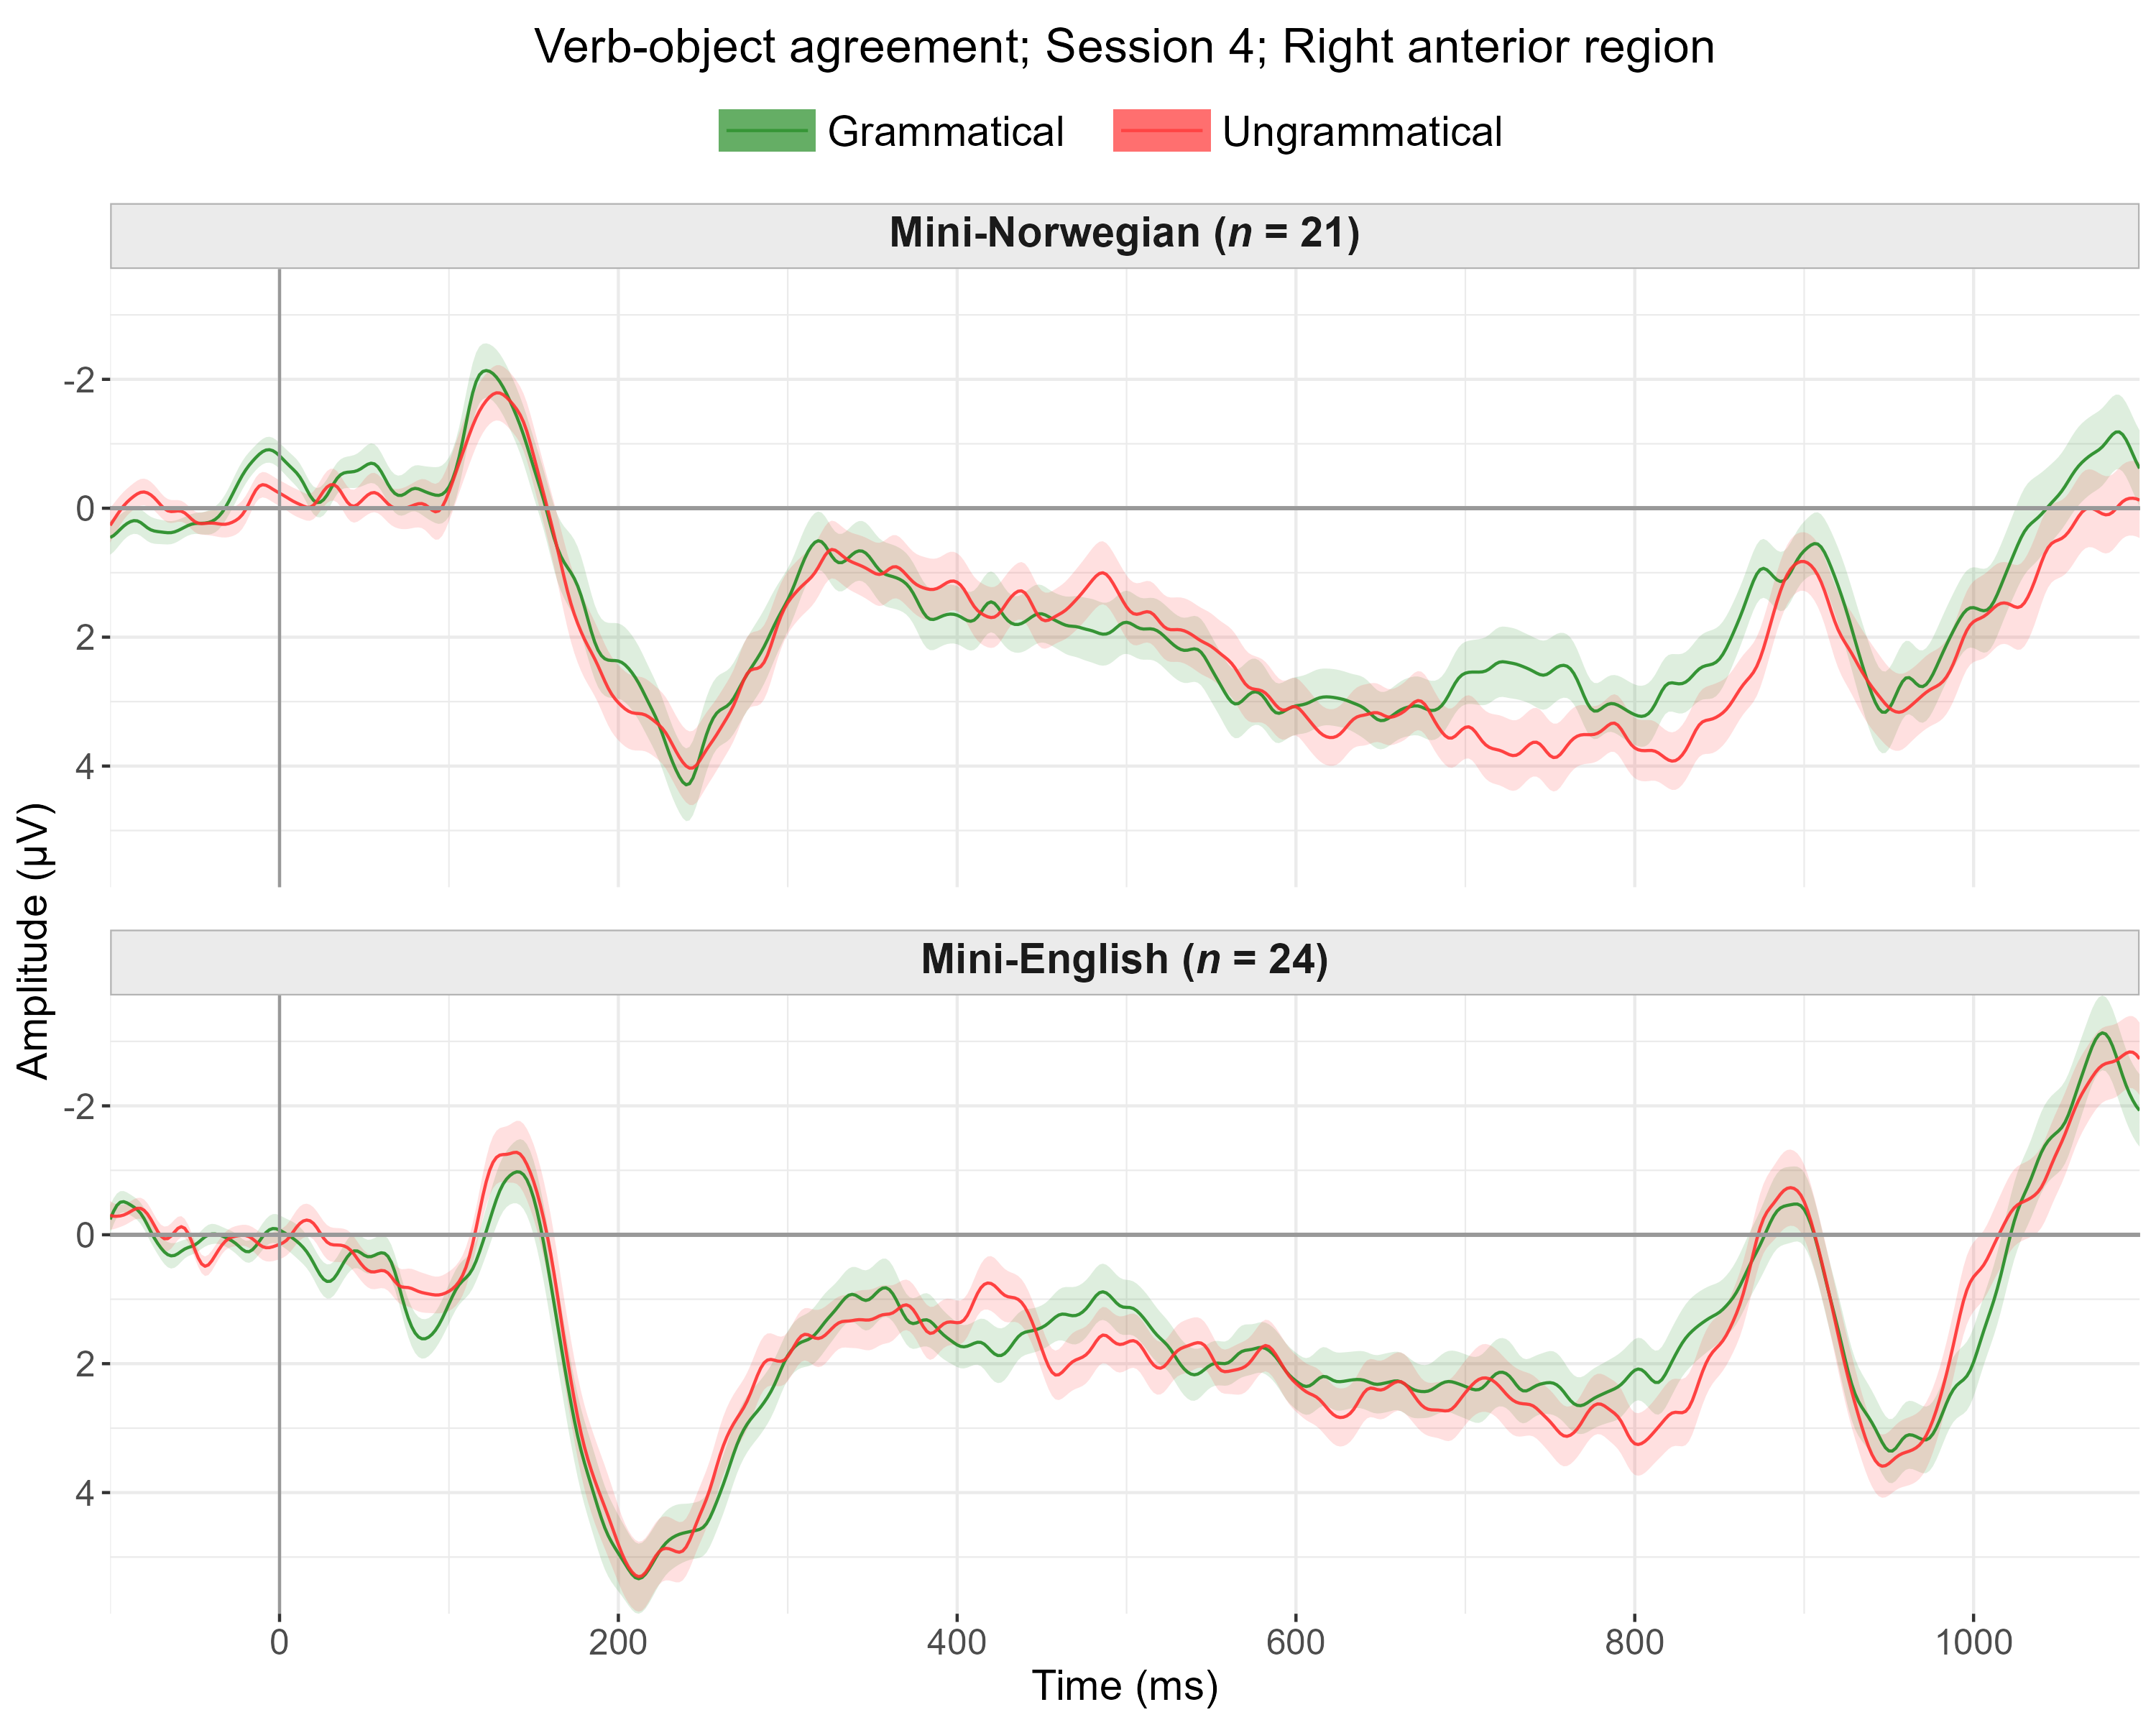 Verb-object agreement; Session 4; Right anterior region
Grammatical Ungrammatical
Mini-Norwegian (n = 21)
-2
0
2
4
Amplitude (µV)
Mini-English (n = 24)
-2
0
2
4
0 200 400 600 800 1000
Time (ms)